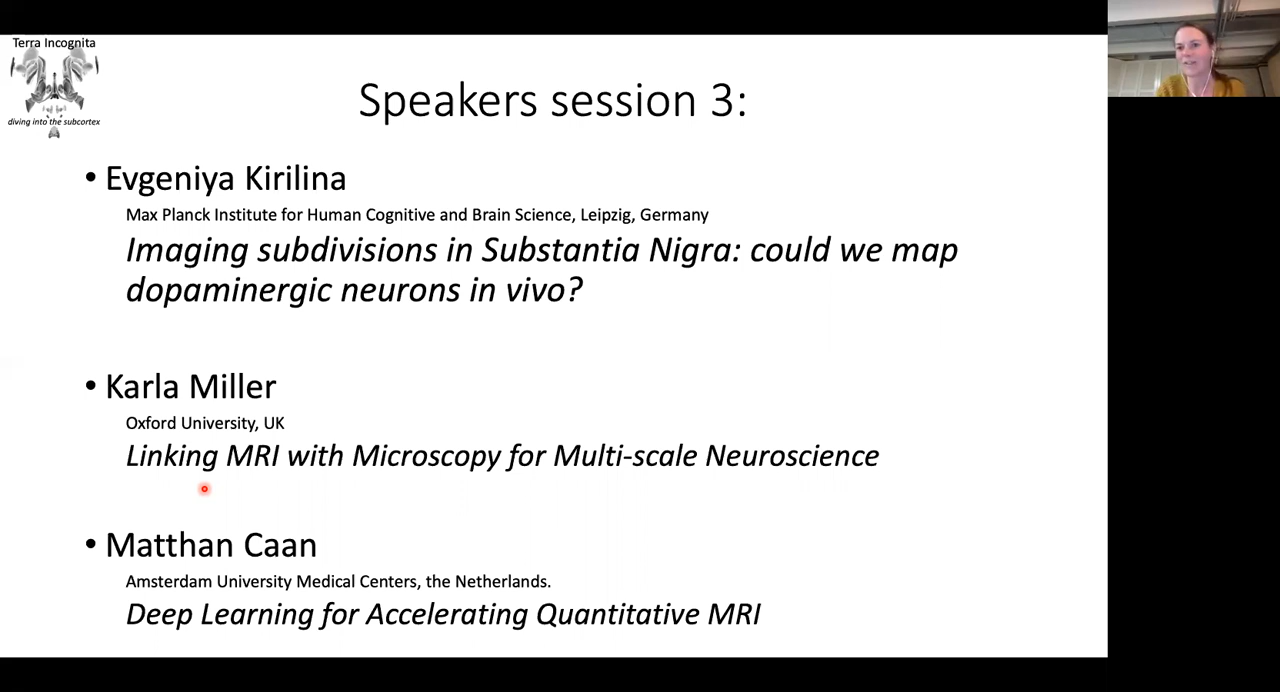 Terra Incognita
diving into the subcortex
Speakers session 3:
• Evgeniya Kirilina
Max Planck Institute for Human Cognitive and Brain Science, Leipzig, Germany
Imaging subdivisions in Substantia Nigra: could we map
dopaminergic neurons in vivo?
• Karla Miller
Oxford University, UK
Linking MRI with Microscopy for Multi-scale Neuroscience
• Matthan Caan
Amsterdam University Medical Centers, the Netherlands.
Deep Learning for Accelerating Quantitative MRI